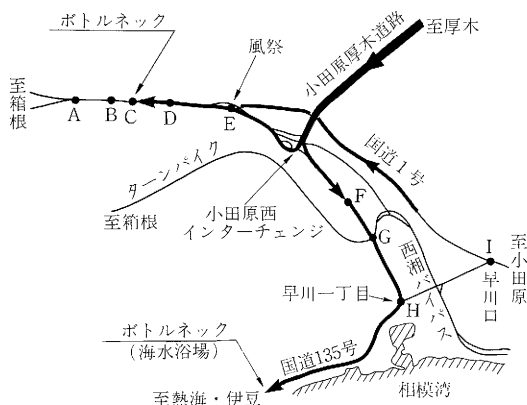 ボトルネック
風祭
小田原厚木道路
至厚木
至箱根
A
B
C
D
E
国道1号
ターンパイク
至箱根
小田原西
インターチェンジ
F
G
西湘バイパス
I
至小田原
早川口
早川一丁目
H
ボトルネック
(海水浴場)
国道135号
至熱海・伊豆
相模湾